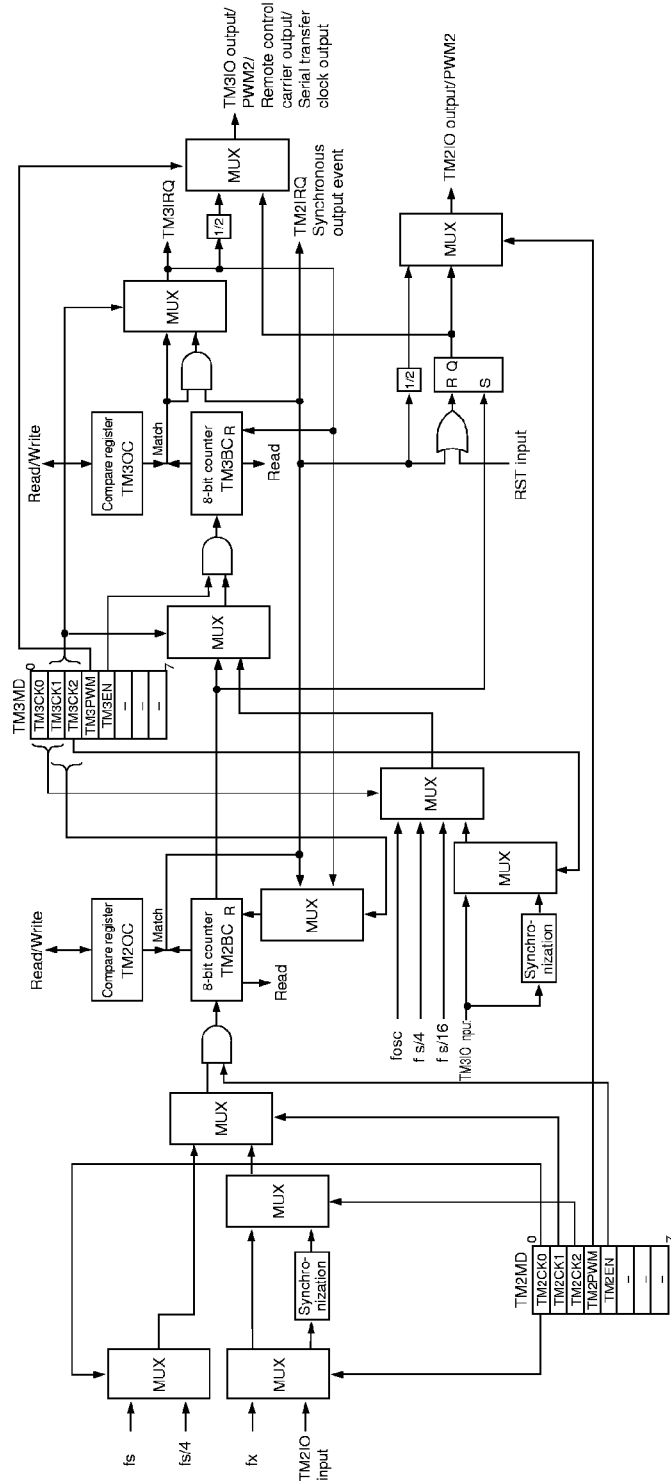 fs
fs/4
fx
TM2IO
input
MUX
MUX
Synchro-
nization
MUX
MUX
TM2MD
0
TM2CK0
TM2CK1
TM2CK2
TM2PWM
TM2EN
–
–
–
7
Read/Write
Compare register
TM2OC
Match
8-bit counter
TM2BC
R
Read
MUX
fosc
f s/4
f s/16
TM3IO nput
Synchro-
nization
MUX
MUX
TM3MD
0
TM3CK0
TM3CK1
TM3CK2
TM3PWM
TM3EN
–
–
–
7
MUX
Read/Write
Compare register
TM3OC
Match
8-bit counter
TM3BC
R
Read
MUX
TM3IRQ
1/2
MUX
TM3IO output/
PWM2/
Remote control
carrier output/
Serial transfer
clock output
TM2IRQ
Synchronous
output event
RST input
1/2
R Q
S
MUX
TM2IO output/PWM2